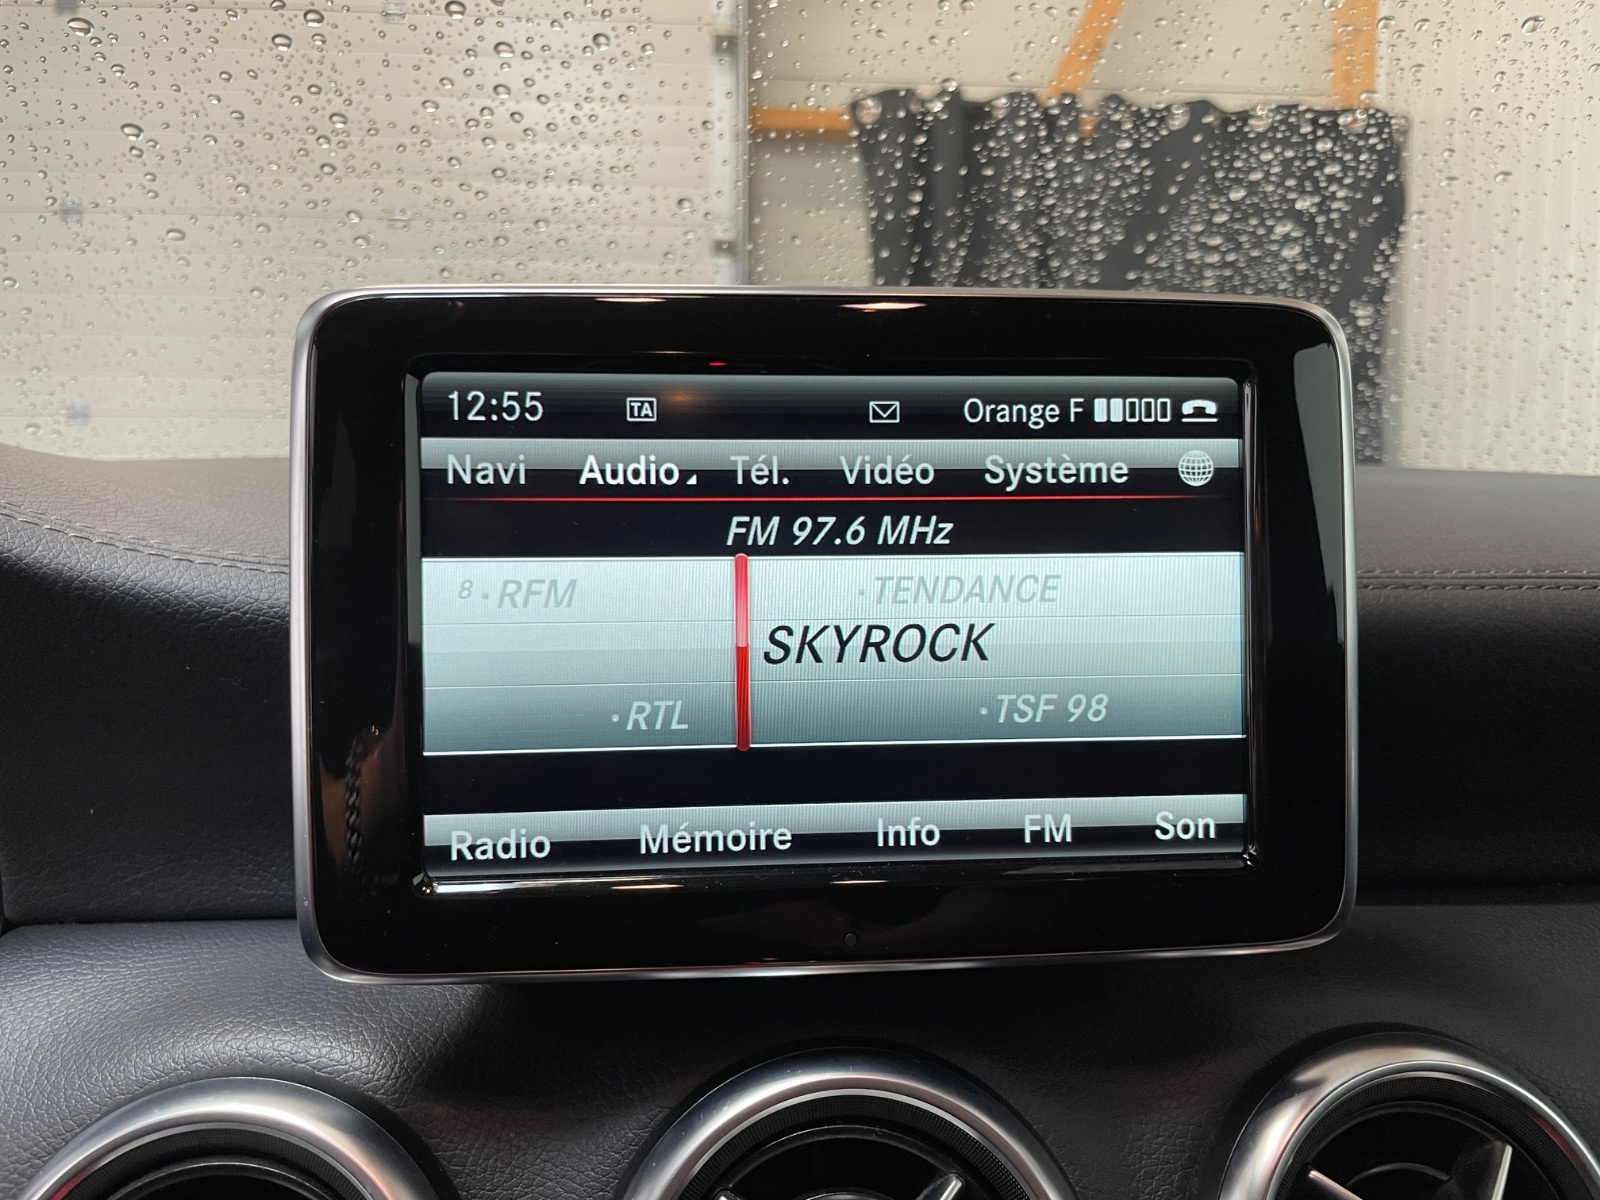 12:55 TA Orange F
Navi Audio Tél. Vidéo Système
FM 97.6 MHz
8 · RFM · TENDANCE
SKYROCK
· RTL · TSF 98
Radio Mémoire Info FM Son